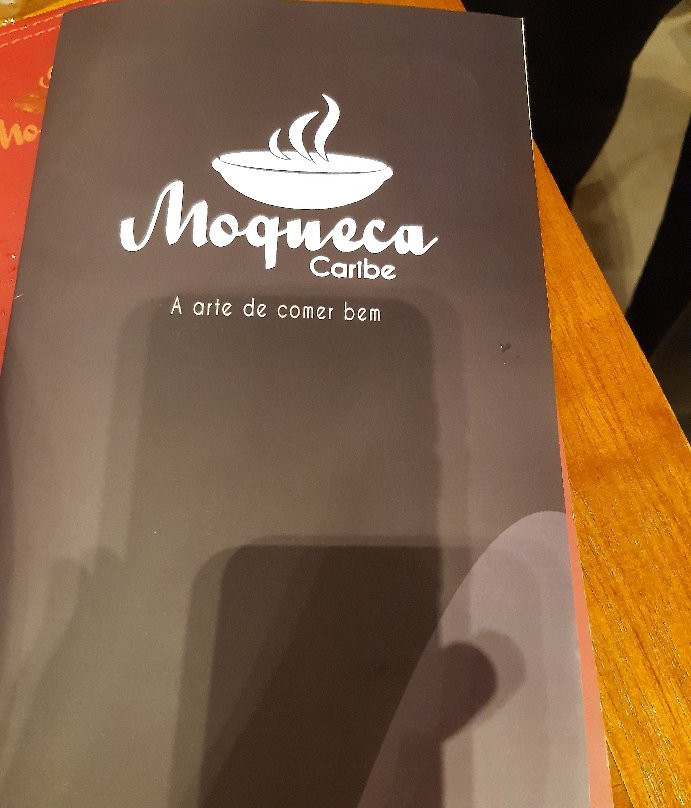 Moqueca
Caribe
A arte de comer bem